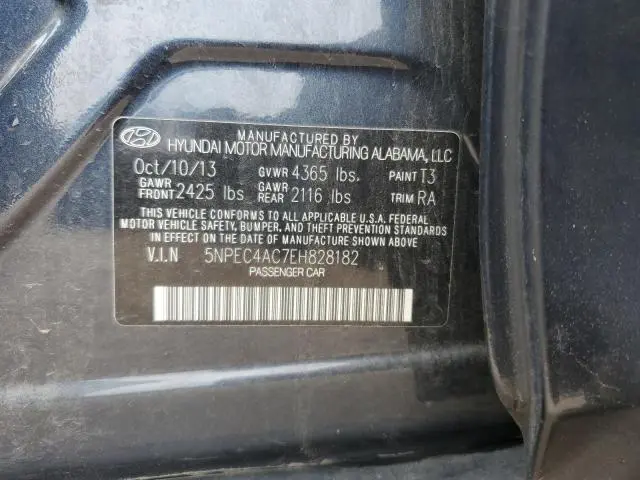 MANUFACTURED BY
HYUNDAI MOTOR MANUFACTURING ALABAMA, LLC
Oct/10/13 GVWR 4365 lbs. PAINT T3
GAWR FRONT 2425 lbs GAWR REAR 2116 lbs TRIM RA
THIS VEHICLE CONFORMS TO ALL APPLICABLE U.S.A. FEDERAL
MOTOR VEHICLE SAFETY, BUMPER, AND THEFT PREVENTION STANDARDS
IN EFFECT ON THE DATE OF MANUFACTURE SHOWN ABOVE.
V.I.N 5NPEC4AC7EH828182
PASSENGER CAR